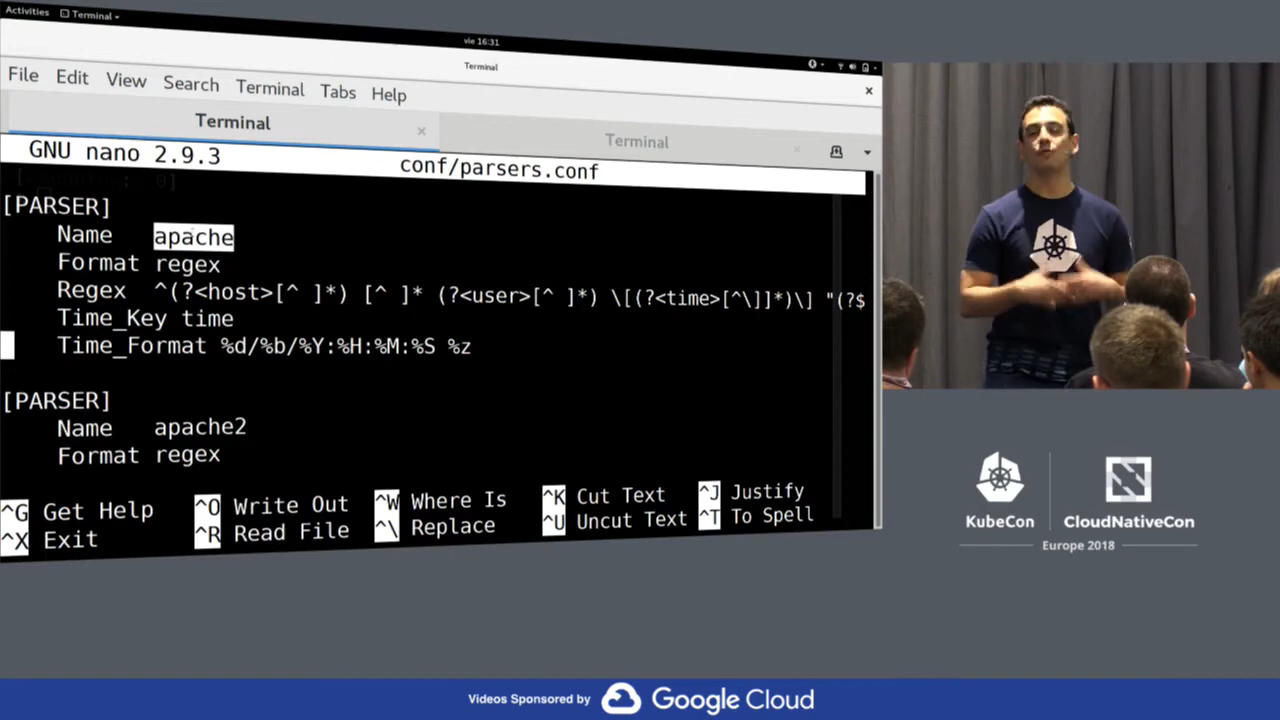 Activities Terminal
vie 16:31
Terminal
File Edit View Search Terminal Tabs Help
Terminal
Terminal
GNU nano 2.9.3 conf/parsers.conf
[PARSER]
Name apache
Format regex
Regex ^(?<host>[^ ]*) [^ ]* (?<user>[^ ]*) \[(?<time>[^\]]*)\] "(?$
Time_Key time
Time_Format %d/%b/%Y:%H:%M:%S %z
[PARSER]
Name apache2
Format regex
^G Get Help ^O Write Out ^W Where Is ^K Cut Text ^J Justify
^X Exit ^R Read File ^\ Replace ^U Uncut Text ^T To Spell
KubeCon CloudNativeCon
Europe 2018
Videos Sponsored by Google Cloud